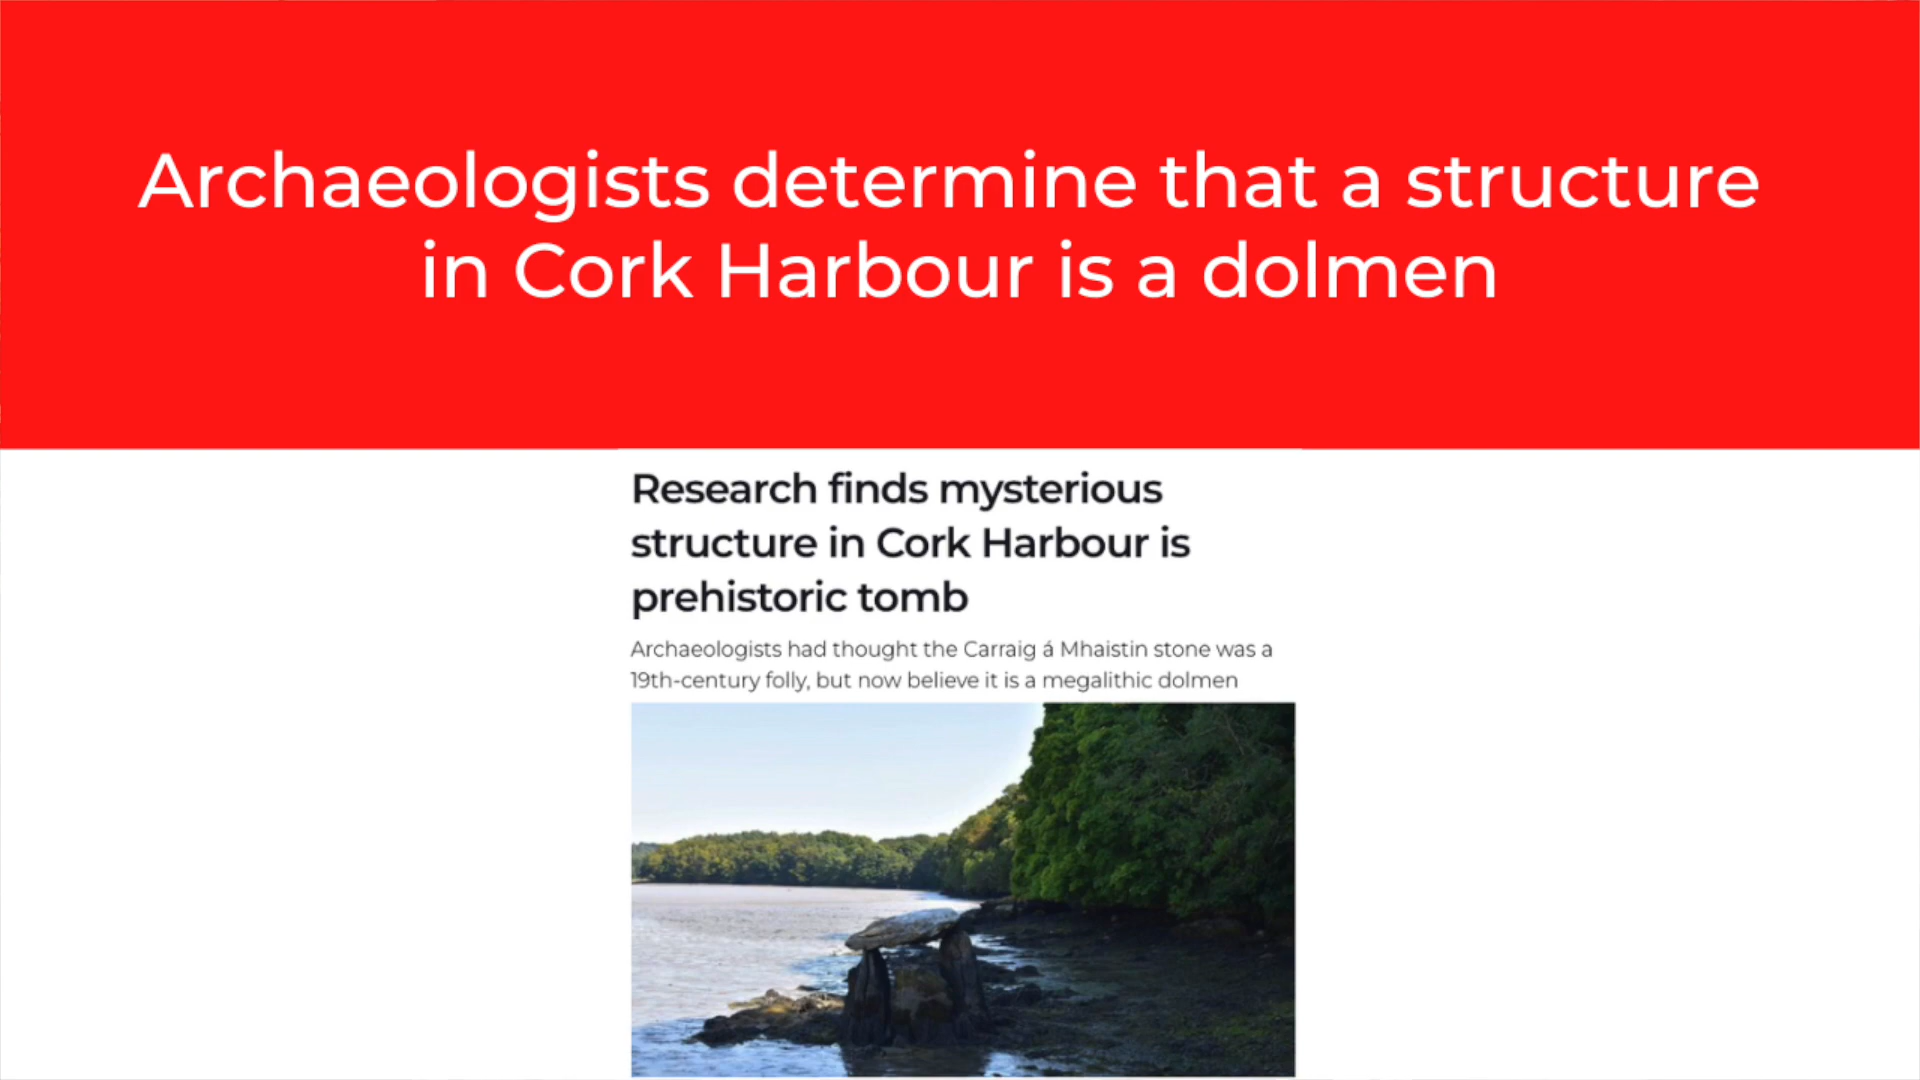 Archaeologists determine that a structure
in Cork Harbour is a dolmen
Research finds mysterious
structure in Cork Harbour is
prehistoric tomb
Archaeologists had thought the Carraig á Mhaistin stone was a
19th-century folly, but now believe it is a megalithic dolmen